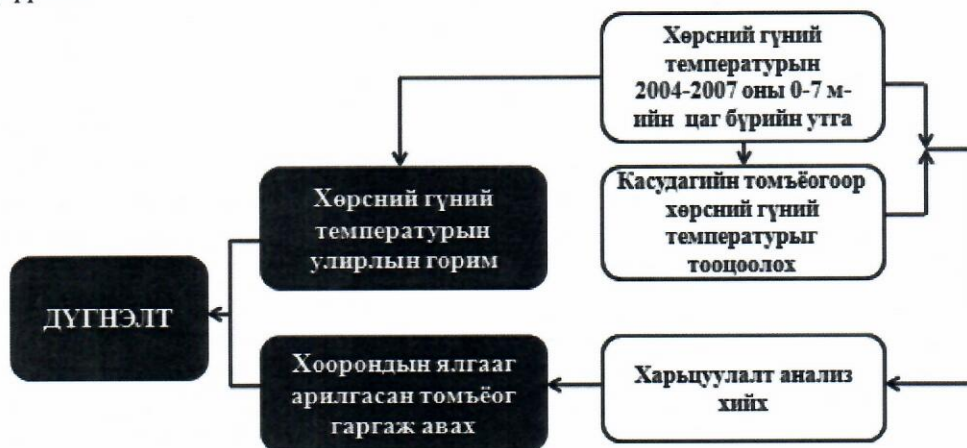 Хөрсний гүний
температурын
2004-2007 оны 0-7 м-
ийн цаг бүрийн утга
Касудагийн томъёогоор
хөрсний гүний
температурыг
тооцоолох
Хөрсний гүний
температурын
улирлын горим
ДҮГНЭЛТ
Хоорондын ялгааг
арилгасан томъёог
гаргаж авах
Харьцуулалт анализ
хийх